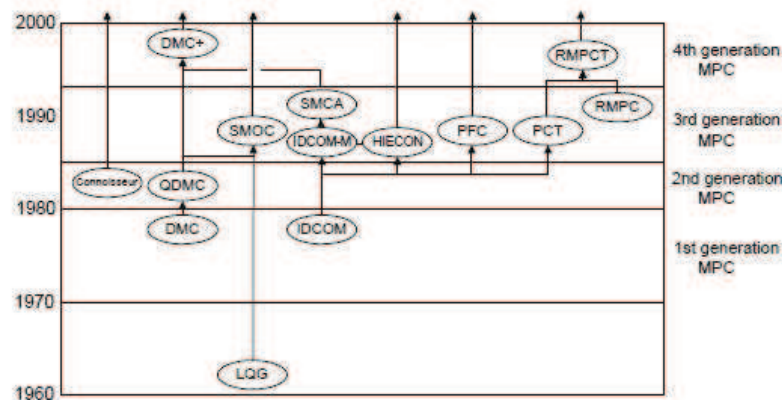 2000
DMC+
RMPCT
4th generation
MPC
1990
SMCA
RMPC
SMOC
IDCOM-M
HIECON
PFC
PCT
3rd generation
MPC
Connoisseur
QDMC
2nd generation
MPC
1980
DMC
IDCOM
1st generation
MPC
1970
LQG
1960